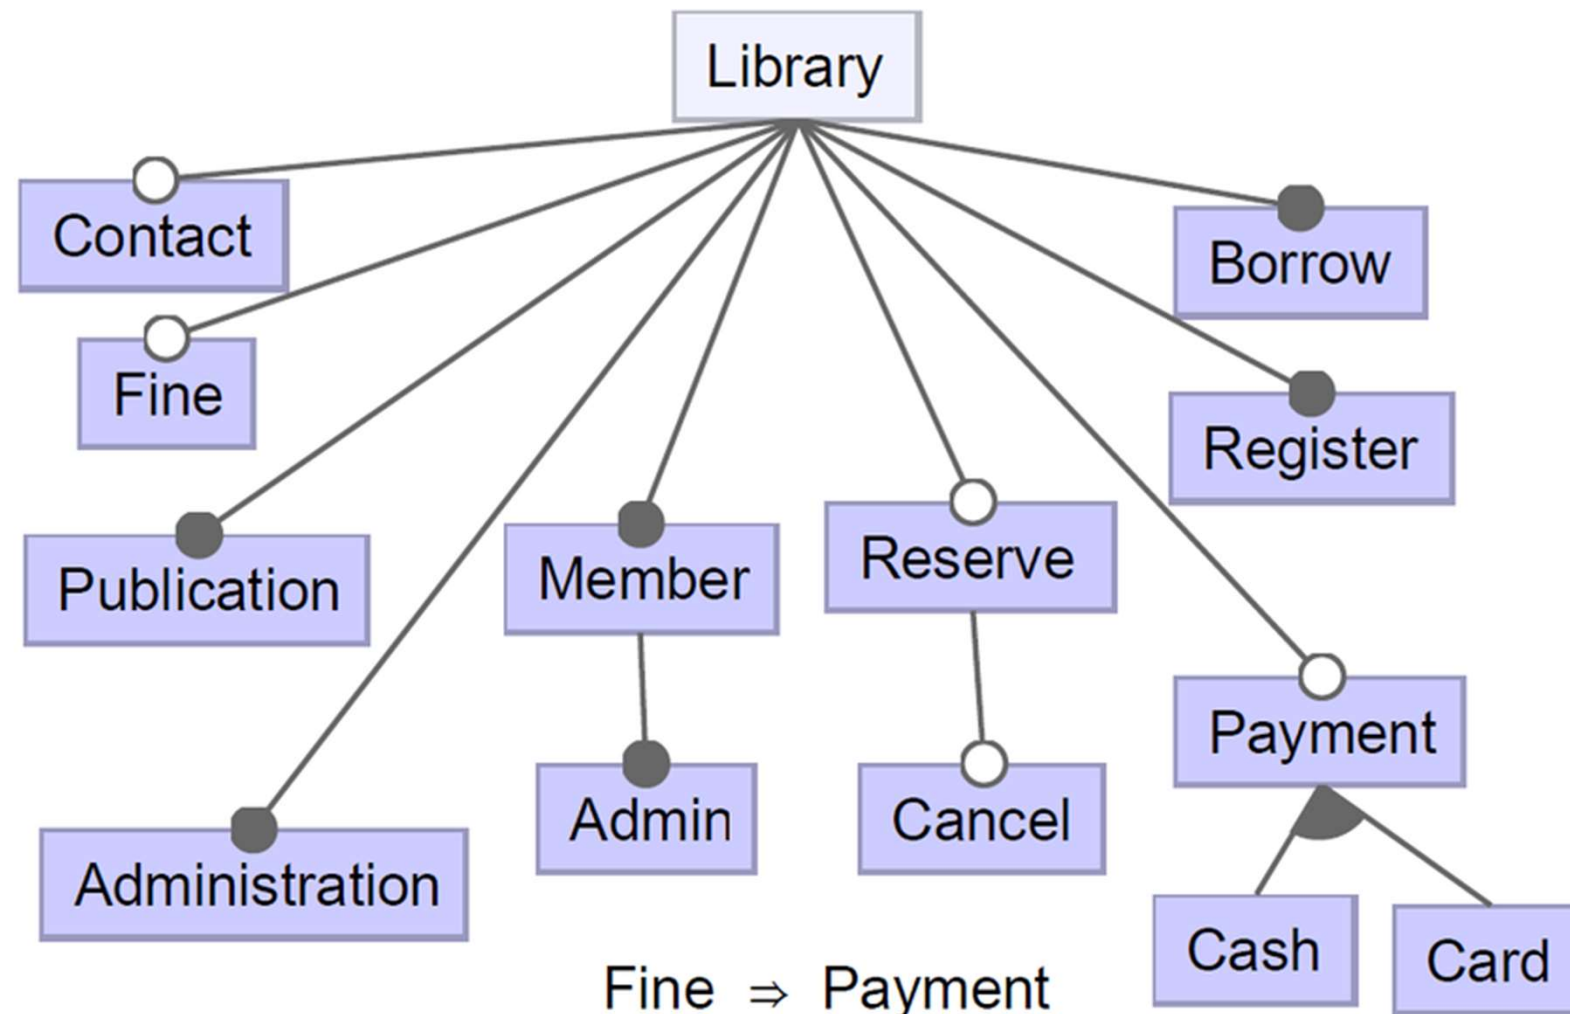 Library
Contact
Borrow
Fine
Register
Publication
Member
Reserve
Payment
Administration
Admin
Cancel
Cash
Card
Fine ⇒ Payment